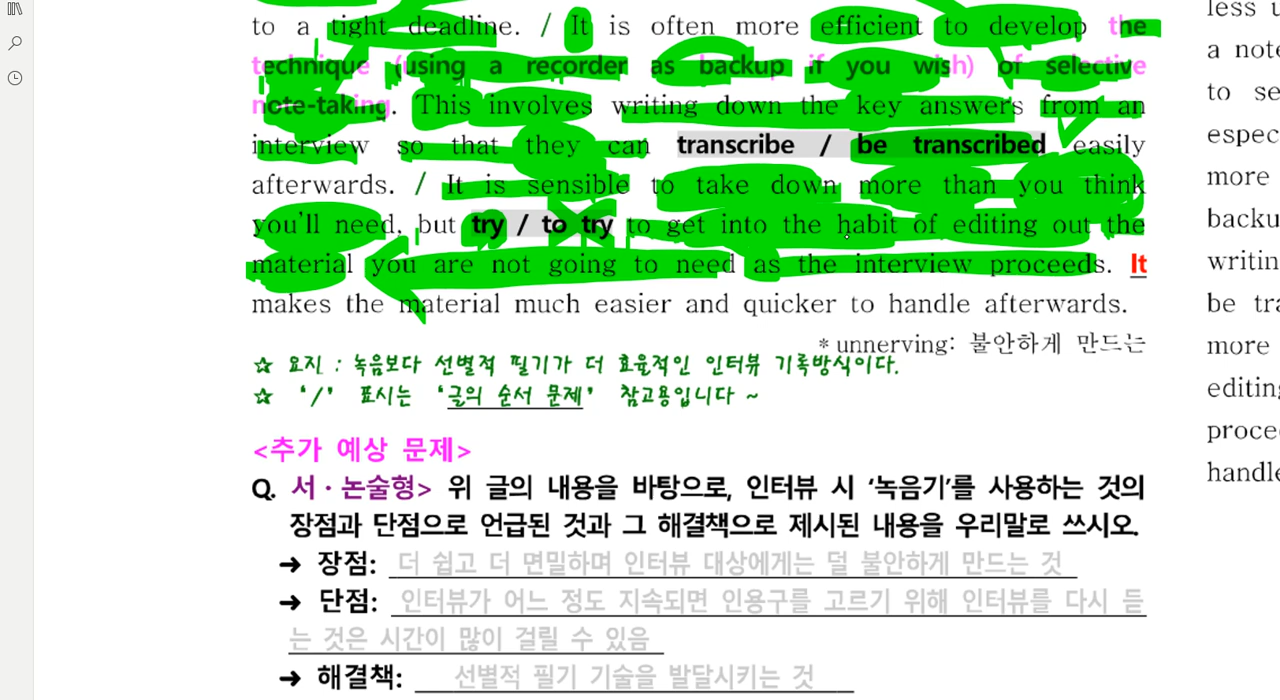 to a tight deadline. / It is often more efficient to develop the
technique (using a recorder as backup if you wish) of selective
note-taking. This involves writing down the key answers from an
interview so that they can transcribe / be transcribed easily
afterwards. / It is sensible to take down more than you think
you'll need, but try / to try to get into the habit of editing out the
material you are not going to need as the interview proceeds. It
makes the material much easier and quicker to handle afterwards.
* unnerving: 불안하게 만드는
☆ 요지 : 녹음보다 선별적 필기가 더 효율적인 인터뷰 기록방식이다.
☆ '/' 표시는 '글의 순서 문제' 참고용입니다 ~
<추가 예상 문제>
Q. 서·논술형> 위 글의 내용을 바탕으로, 인터뷰 시 '녹음기'를 사용하는 것의
장점과 단점으로 언급된 것과 그 해결책으로 제시된 내용을 우리말로 쓰시오.
➔ 장점: 더 쉽고 더 면밀하며 인터뷰 대상에게는 덜 불안하게 만드는 것
➔ 단점: 인터뷰가 어느 정도 지속되면 인용구를 고르기 위해 인터뷰를 다시 듣
는 것은 시간이 많이 걸릴 수 있음
➔ 해결책: 선별적 필기 기술을 발달시키는 것
less
a note
to se
espec
more
backu
writin
be tra
more
editing
procee
handle